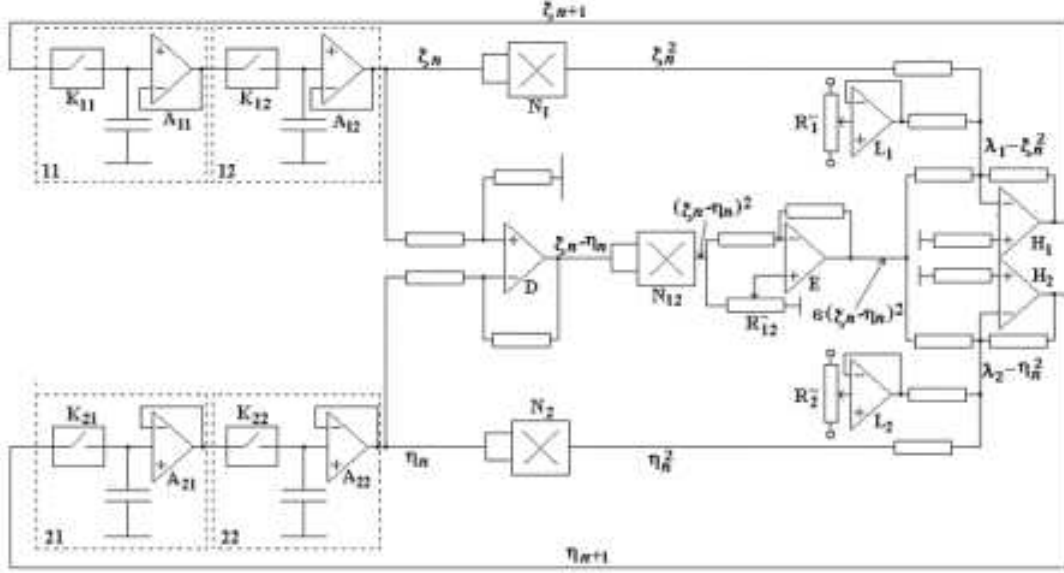 ξn+1
K11
A11
K12
A12
11
12
ξn
N1
ξn²
R1~
L1
λ1-ξn²
ξn-ηn
D
(ξn-ηn)²
N12
R12~
E
ε(ξn-ηn)²
H1
H2
λ2-ηn²
R2~
L2
K21
A21
K22
A22
21
22
ηn
N2
ηn²
ηn+1
+
-
+
-
+
-
+
-
+
-
-
+
-
+
-
+
-
+
-
+
-
+